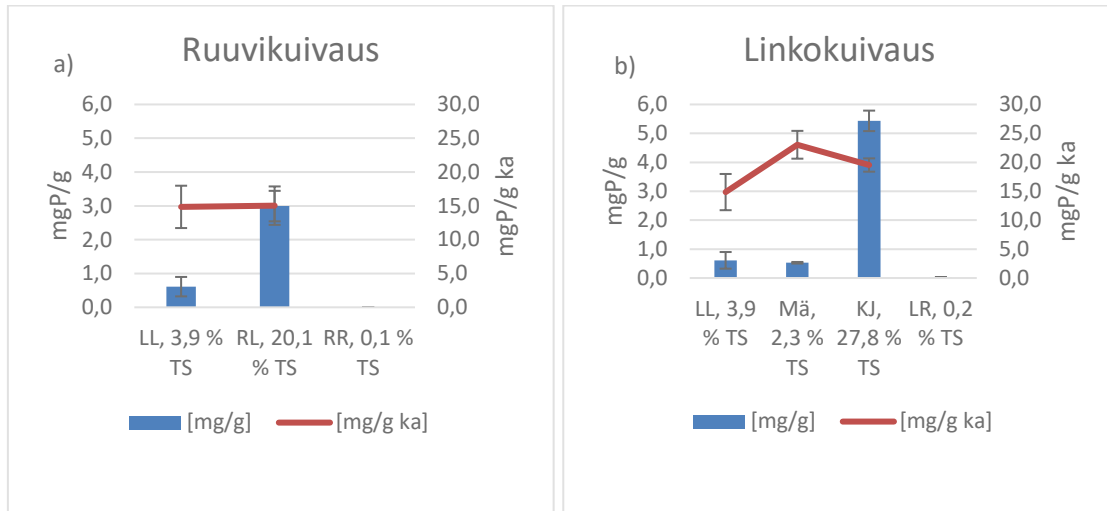 a)
Ruuvikuivaus
6,0
5,0
4,0
3,0
2,0
1,0
0,0
mgP/g
30,0
25,0
20,0
15,0
10,0
5,0
0,0
mgP/g ka
LL, 3,9 %
TS
RL, 20,1
% TS
RR, 0,1 %
TS
[mg/g]
[mg/g ka]
b)
Linkokuivaus
6,0
5,0
4,0
3,0
2,0
1,0
0,0
mgP/g
30,0
25,0
20,0
15,0
10,0
5,0
0,0
mgP/g ka
LL, 3,9
% TS
Mä,
2,3 %
TS
KJ,
27,8 %
TS
LR, 0,2
% TS
[mg/g]
[mg/g ka]